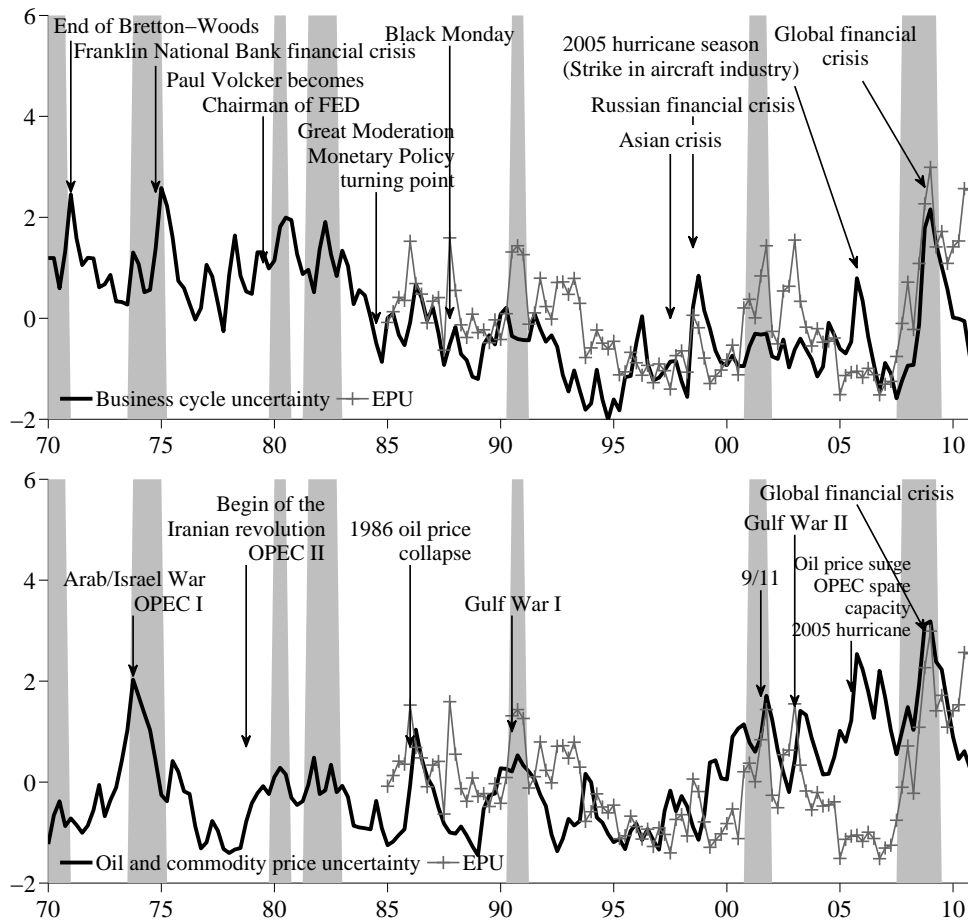 6
4
2
0
−2
End of Bretton−Woods
Franklin National Bank financial crisis
Paul Volcker becomes
Chairman of FED
Great Moderation
Monetary Policy
turning point
Black Monday
2005 hurricane season
(Strike in aircraft industry)
Russian financial crisis
Asian crisis
Global financial
crisis
Business cycle uncertainty
EPU
70 75 80 85 90 95 00 05 10
6
4
2
0
−2
Arab/Israel War
OPEC I
Begin of the
Iranian revolution
OPEC II
1986 oil price
collapse
Gulf War I
9/11
Gulf War II
Global financial crisis
Oil price surge
OPEC spare
capacity
2005 hurricane
Oil and commodity price uncertainty
EPU
70 75 80 85 90 95 00 05 10